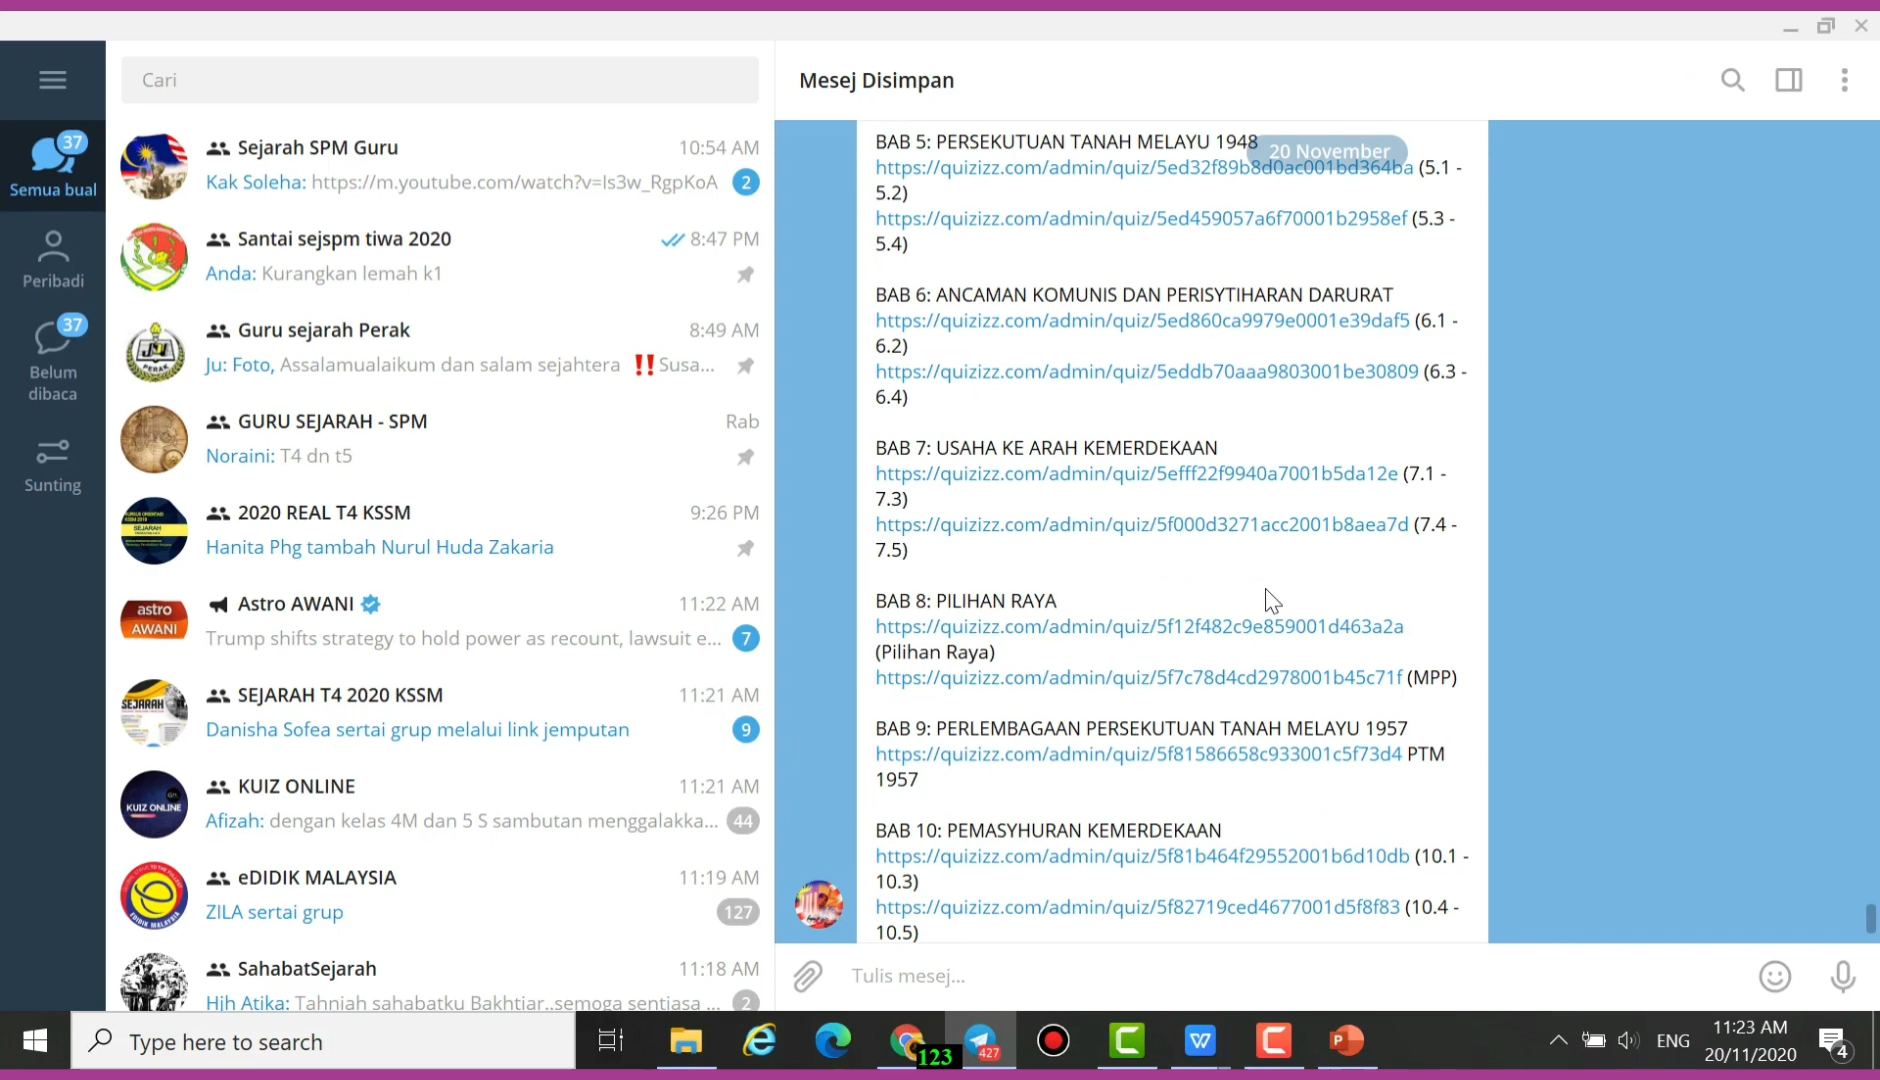 Cari
Mesej Disimpan
37
Semua bual
Peribadi
37
Belum
dibaca
Sunting
Sejarah SPM Guru
10:54 AM
Kak Soleha: https://m.youtube.com/watch?v=Is3w_RgpKoA
2
Santai sejspm tiwa 2020
8:47 PM
Anda: Kurangkan lemah k1
Guru sejarah Perak
8:49 AM
Ju: Foto, Assalamualaikum dan salam sejahtera ‼️Susa...
PERAK
GURU SEJARAH - SPM
Rab
Noraini: T4 dn t5
2020 REAL T4 KSSM
9:26 PM
Hanita Phg tambah Nurul Huda Zakaria
SEJARAH
astro
AWANI
Astro AWANI
11:22 AM
Trump shifts strategy to hold power as recount, lawsuit e...
7
SEJARAH
SEJARAH T4 2020 KSSM
11:21 AM
Danisha Sofea sertai grup melalui link jemputan
9
KUIZ ONLINE
KUIZ ONLINE
11:21 AM
Afizah: dengan kelas 4M dan 5 S sambutan menggalakka...
44
eDIDIK MALAYSIA
11:19 AM
ZILA sertai grup
127
SahabatSejarah
11:18 AM
Hjh Atika: Tahniah sahabatku Bakhtiar..semoga sentiasa ...
2
20 November
BAB 5: PERSEKUTUAN TANAH MELAYU 1948
https://quizizz.com/admin/quiz/5ed32f89b8d0ac001bd364ba (5.1 -
5.2)
https://quizizz.com/admin/quiz/5ed459057a6f70001b2958ef (5.3 -
5.4)
BAB 6: ANCAMAN KOMUNIS DAN PERISYTIHARAN DARURAT
https://quizizz.com/admin/quiz/5ed860ca9979e0001e39daf5 (6.1 -
6.2)
https://quizizz.com/admin/quiz/5eddb70aaa9803001be30809 (6.3 -
6.4)
BAB 7: USAHA KE ARAH KEMERDEKAAN
https://quizizz.com/admin/quiz/5efff22f9940a7001b5da12e (7.1 -
7.3)
https://quizizz.com/admin/quiz/5f000d3271acc2001b8aea7d (7.4 -
7.5)
BAB 8: PILIHAN RAYA
https://quizizz.com/admin/quiz/5f12f482c9e859001d463a2a
(Pilihan Raya)
https://quizizz.com/admin/quiz/5f7c78d4cd2978001b45c71f (MPP)
BAB 9: PERLEMBAGAAN PERSEKUTUAN TANAH MELAYU 1957
https://quizizz.com/admin/quiz/5f81586658c933001c5f73d4 PTM
1957
BAB 10: PEMASYHURAN KEMERDEKAAN
https://quizizz.com/admin/quiz/5f81b464f29552001b6d10db (10.1 -
10.3)
https://quizizz.com/admin/quiz/5f82719ced4677001d5f8f83 (10.4 -
10.5)
Tulis mesej...
Type here to search
123
427
ENG
11:23 AM
20/11/2020
4